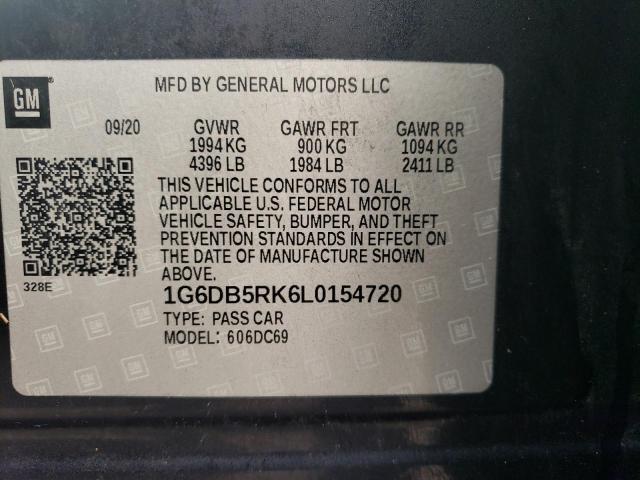 GM
MFD BY GENERAL MOTORS LLC
09/20 GVWR GAWR FRT GAWR RR
1994 KG 900 KG 1094 KG
4396 LB 1984 LB 2411 LB
THIS VEHICLE CONFORMS TO ALL
APPLICABLE U.S. FEDERAL MOTOR
VEHICLE SAFETY, BUMPER, AND THEFT
PREVENTION STANDARDS IN EFFECT ON
THE DATE OF MANUFACTURE SHOWN
ABOVE.
328E
1G6DB5RK6L0154720
TYPE: PASS CAR
MODEL: 606DC69